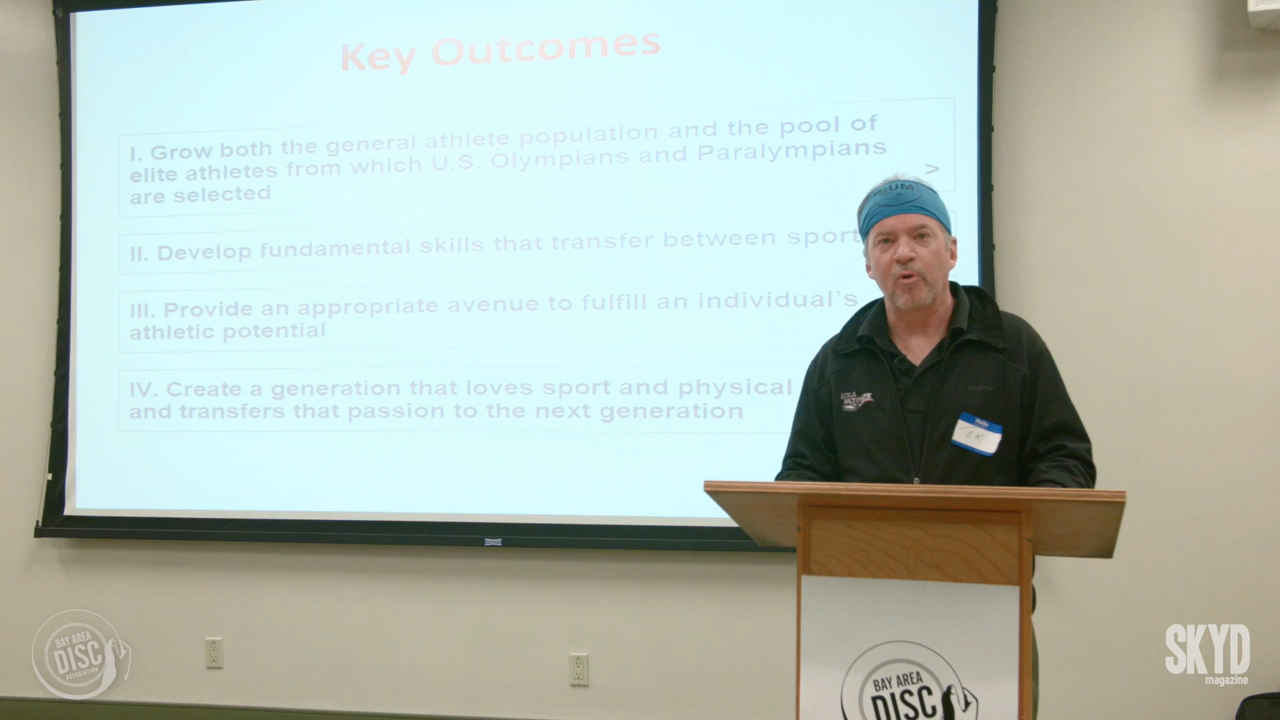 Key Outcomes
I. Grow both the general athlete population and the pool of
elite athletes from which U.S. Olympians and Paralympians
are selected
>
II. Develop fundamental skills that transfer between sport
III. Provide an appropriate avenue to fulfill an individual's
athletic potential
IV. Create a generation that loves sport and physical
and transfers that passion to the next generation
USA
Hello
BAY AREA
DISC
ASSOCIATION
BAY AREA
DISC
SKYD
magazine